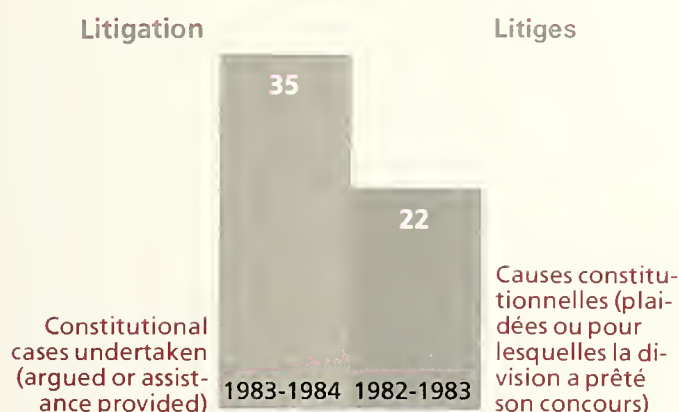 Litigation
Litiges
35
22
Constitutional
cases undertaken
(argued or assist-
ance provided)
1983-1984 1982-1983
Causes constitu-
tionnelles (plai-
dées ou pour
lesquelles la di-
vision a prêté
son concours)